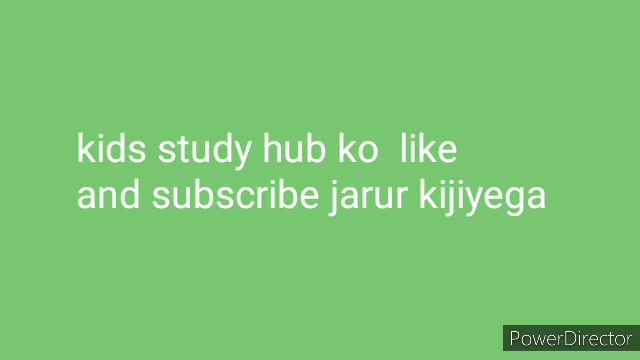 kids study hub ko  like
and subscribe jarur kijiyega
PowerDirector